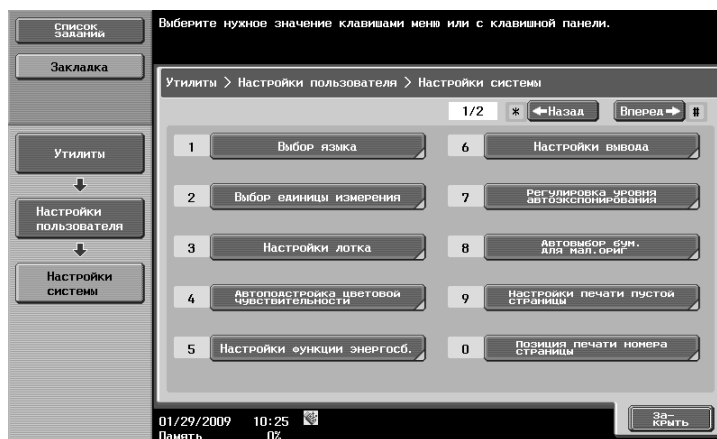 Список
заданий
Выберите нужное значение клавишами меню или с клавишной панели.
Закладка
Утилиты > Настройки пользователя > Настройки системы
1/2 * ←Назад Вперед→ #
Утилиты
Настройки
пользователя
Настройки
системы
1 Выбор языка
2 Выбор единицы измерения
3 Настройки лотка
4 Автоподстройка цветовой
чувствительности
5 Настройки функции энергосб.
6 Настройки вывода
7 Регулировка уровня
автоэкспонирования
8 Автовыбор бум.
для мал.ориг
9 Настройки печати пустой
страницы
0 Позиция печати номера
страницы
01/29/2009 10:25
Память 0%
За-
крыть